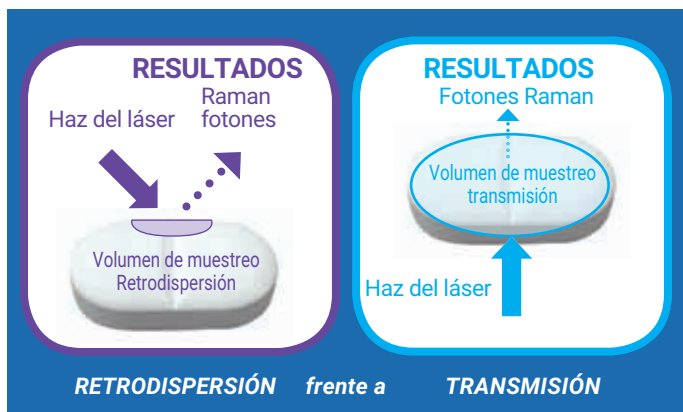 RESULTADOS
Raman
fotones
Haz del láser
Volumen de muestreo
Retrodispersión
RESULTADOS
Fotones Raman
Volumen de muestreo
transmisión
Haz del láser
RETRODISPERSIÓN frente a TRANSMISIÓN